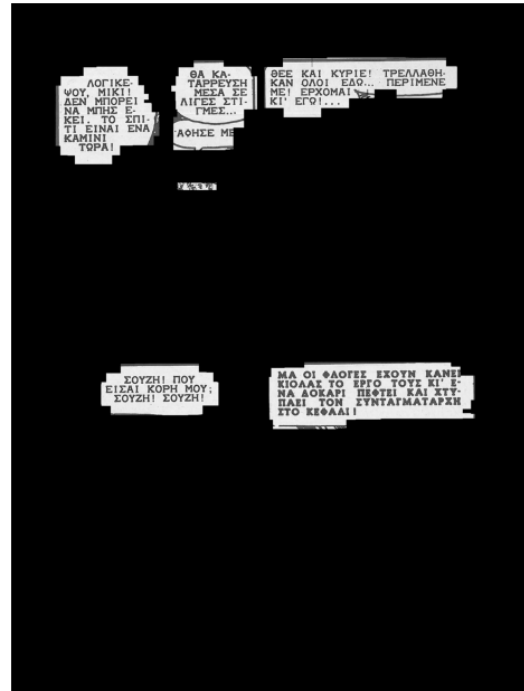 ΛΟΓΙΚΕ-
ΨΟΥ, ΜΙΚΙ!
ΔΕΝ ΜΠΟΡΕΙ
ΝΑ ΜΠΗΣ Ε-
ΚΕΙ. ΤΟ ΣΠΙ-
ΤΙ ΕΙΝΑΙ ΕΝΑ
ΚΑΜΙΝΙ
ΤΩΡΑ!
ΘΑ ΚΑ-
ΤΑΡΡΕΥΣΗ
ΜΕΣΑ ΣΕ
ΛΙΓΕΣ ΣΤΙ-
ΓΜΕΣ...
ΑΦΗΣΕ ΜΕ
ΘΕΕ ΚΑΙ ΚΥΡΙΕ! ΤΡΕΛΛΑΘΗ-
ΚΑΝ ΟΛΟΙ ΕΔΩ... ΠΕΡΙΜΕΝΕ
ΜΕ! ΕΡΧΟΜΑΙ
ΚΙ' ΕΓΩ!...
ΣΟΥΖΗ! ΠΟΥ
ΕΙΣΑΙ ΚΟΡΗ ΜΟΥ;
ΣΟΥΖΗ! ΣΟΥΖΗ!
ΜΑ ΟΙ ΦΛΟΓΕΣ ΕΧΟΥΝ ΚΑΝΕΙ
ΚΙΟΛΑΣ ΤΟ ΕΡΓΟ ΤΟΥΣ ΚΙ' Ε-
ΝΑ ΔΟΚΑΡΙ ΠΕΦΤΕΙ ΚΑΙ ΧΤΥ-
ΠΑΕΙ ΤΟΝ ΣΥΝΤΑΓΜΑΤΑΡΧΗ
ΣΤΟ ΚΕΦΑΛΙ!